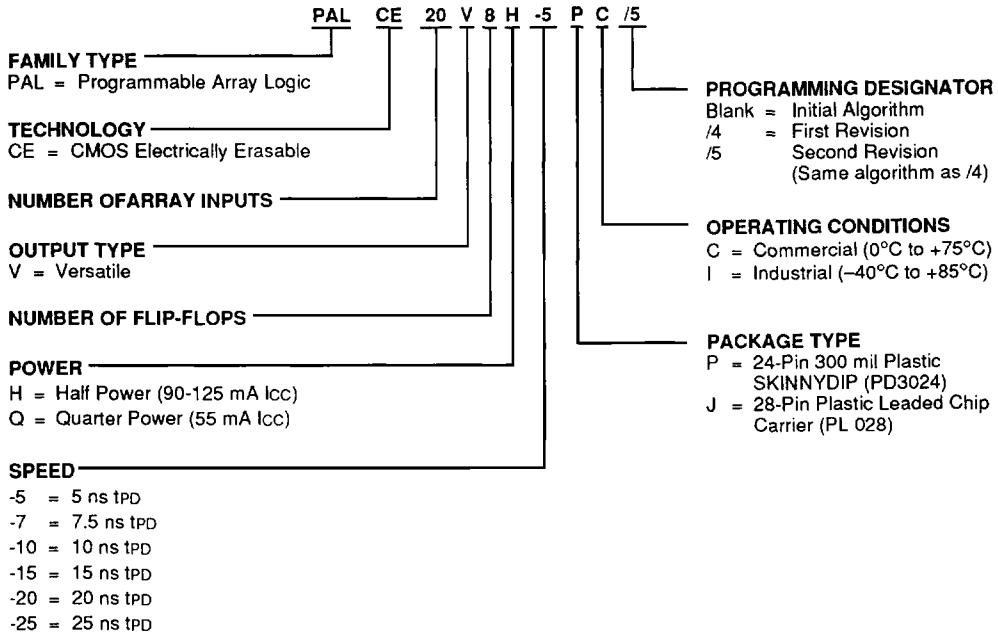 PAL CE 20 V 8 H -5 P C /5
FAMILY TYPE
PAL = Programmable Array Logic
TECHNOLOGY
CE = CMOS Electrically Erasable
NUMBER OFARRAY INPUTS
OUTPUT TYPE
V = Versatile
NUMBER OF FLIP-FLOPS
POWER
H = Half Power (90-125 mA ICC)
Q = Quarter Power (55 mA ICC)
SPEED
-5 = 5 ns tPD
-7 = 7.5 ns tPD
-10 = 10 ns tPD
-15 = 15 ns tPD
-20 = 20 ns tPD
-25 = 25 ns tPD
PROGRAMMING DESIGNATOR
Blank = Initial Algorithm
/4 = First Revision
/5 Second Revision
(Same algorithm as /4)
OPERATING CONDITIONS
C = Commercial (0°C to +75°C)
I = Industrial (–40°C to +85°C)
PACKAGE TYPE
P = 24-Pin 300 mil Plastic
SKINNYDIP (PD3024)
J = 28-Pin Plastic Leaded Chip
Carrier (PL 028)